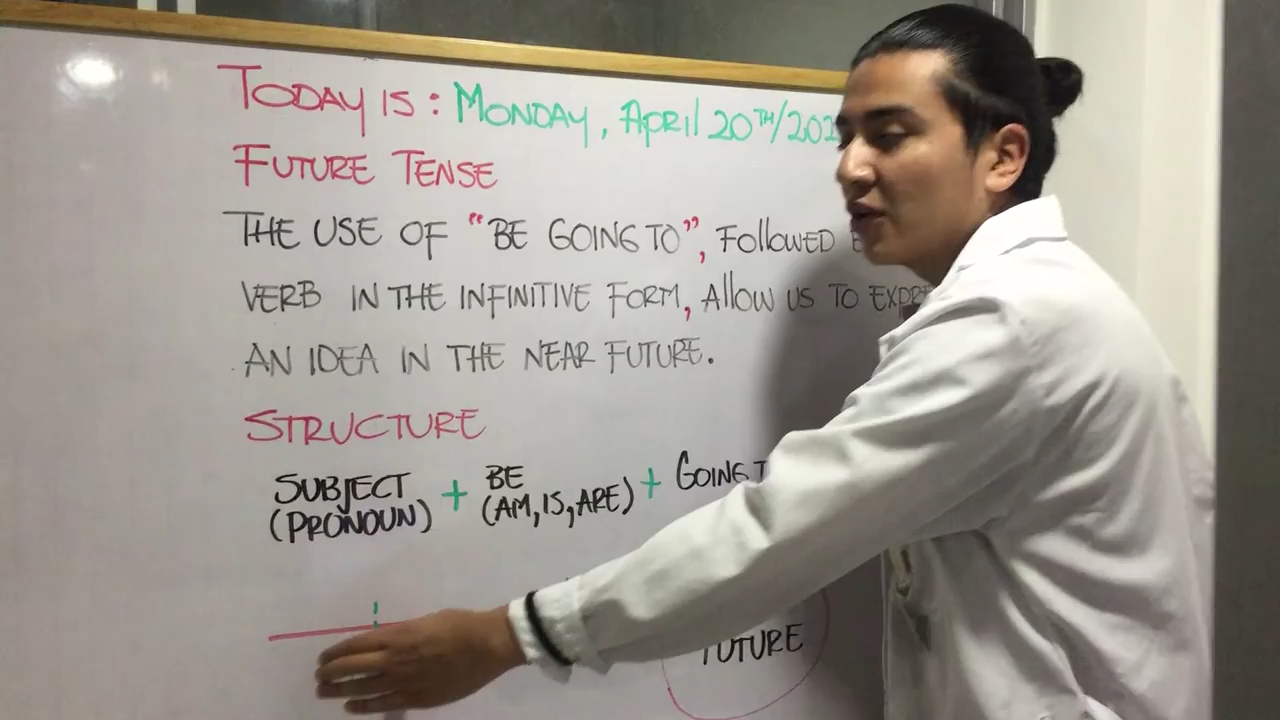 TODAY IS: MONDAY, April 20TH/202
FUTURE TENSE
THE USE OF "BE GOING TO", Followed
VERB IN THE INFINITIVE FORM, Allow US TO EXPR
AN IDEA IN THE NEAR FUTURE.
STRUCTURE
SUBJECT + BE + GOING T
(PRONOUN) (AM, IS, ARE)
FUTURE